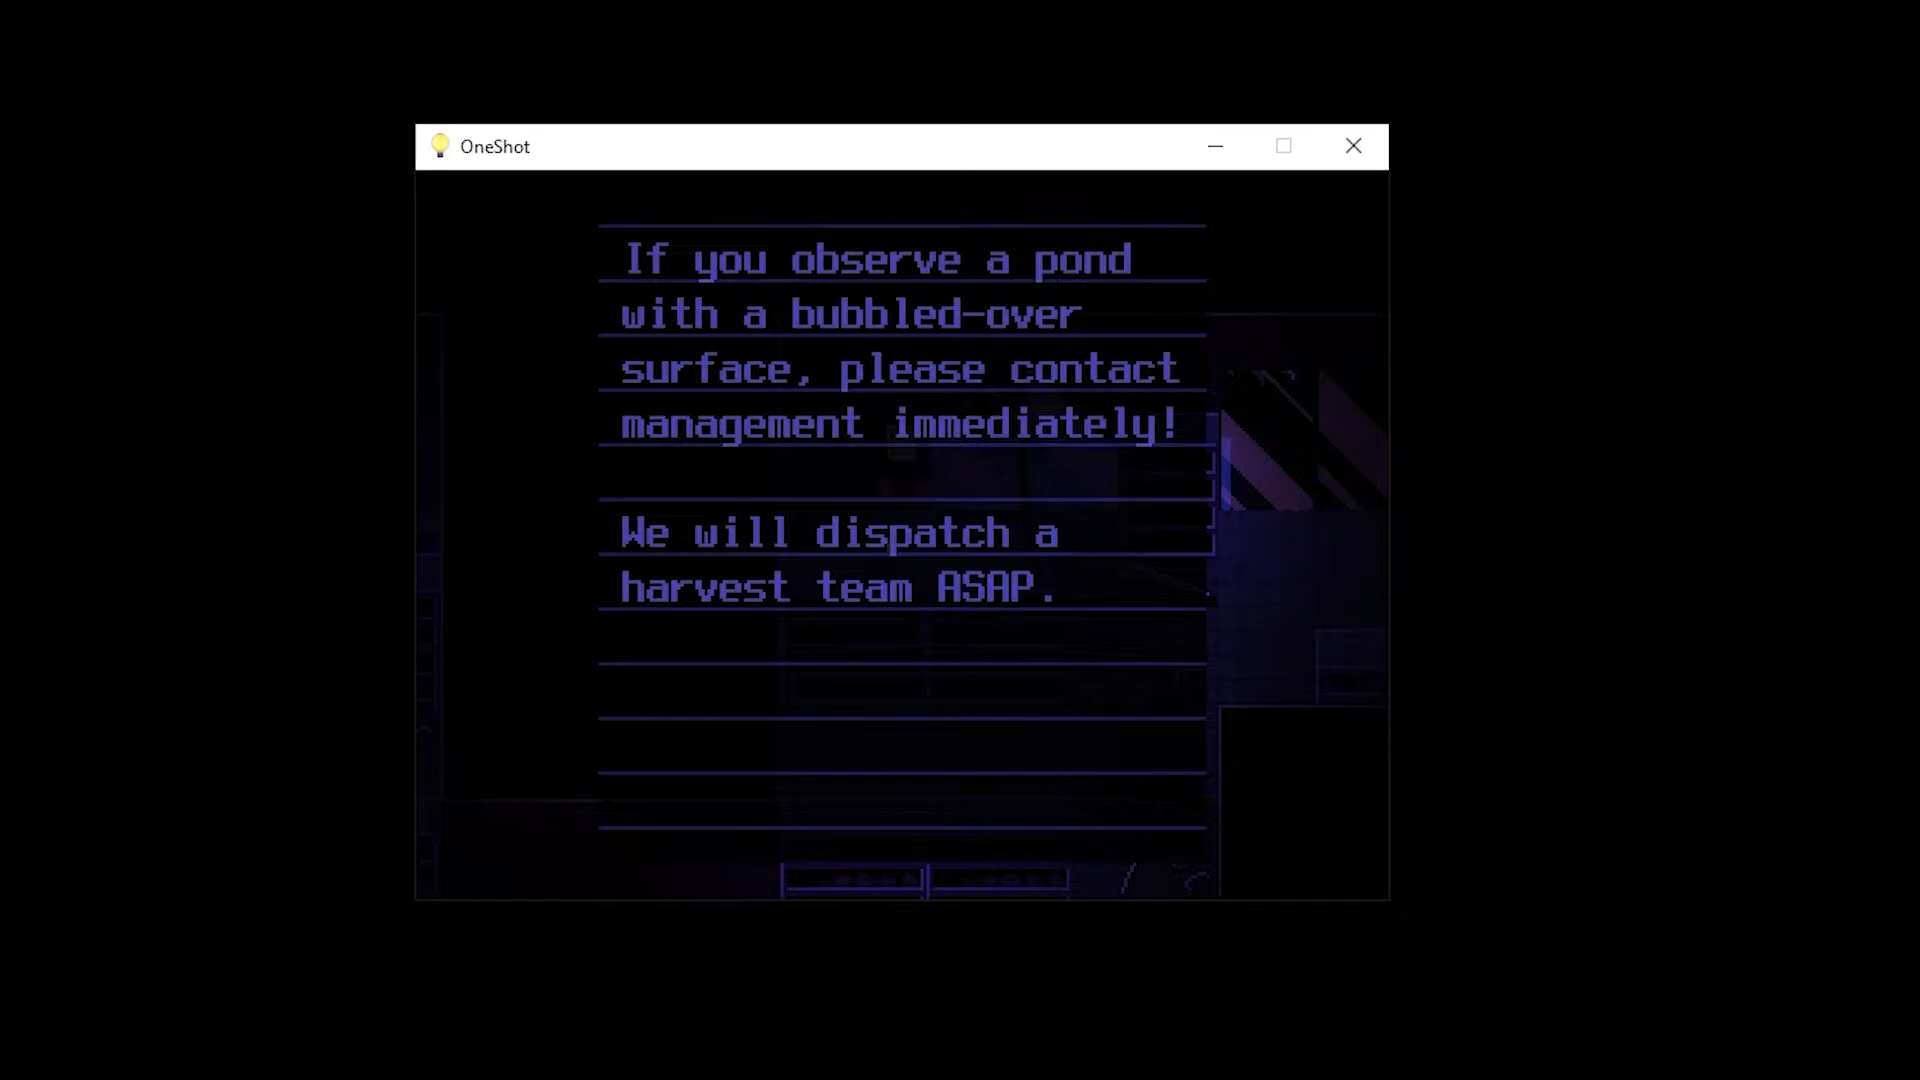 OneShot
If you observe a pond
with a bubbled-over
surface, please contact
management immediately!
We will dispatch a
harvest team ASAP.